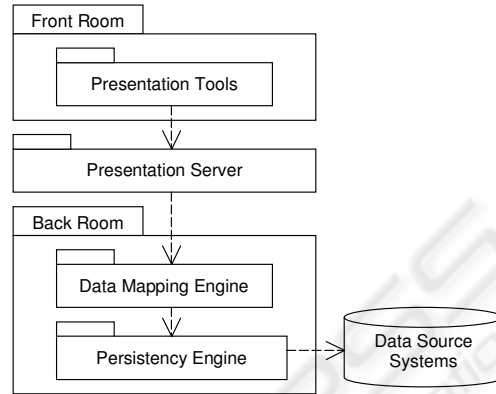 Front Room
Presentation Tools
Presentation Server
Back Room
Data Mapping Engine
Persistency Engine
Data Source
Systems